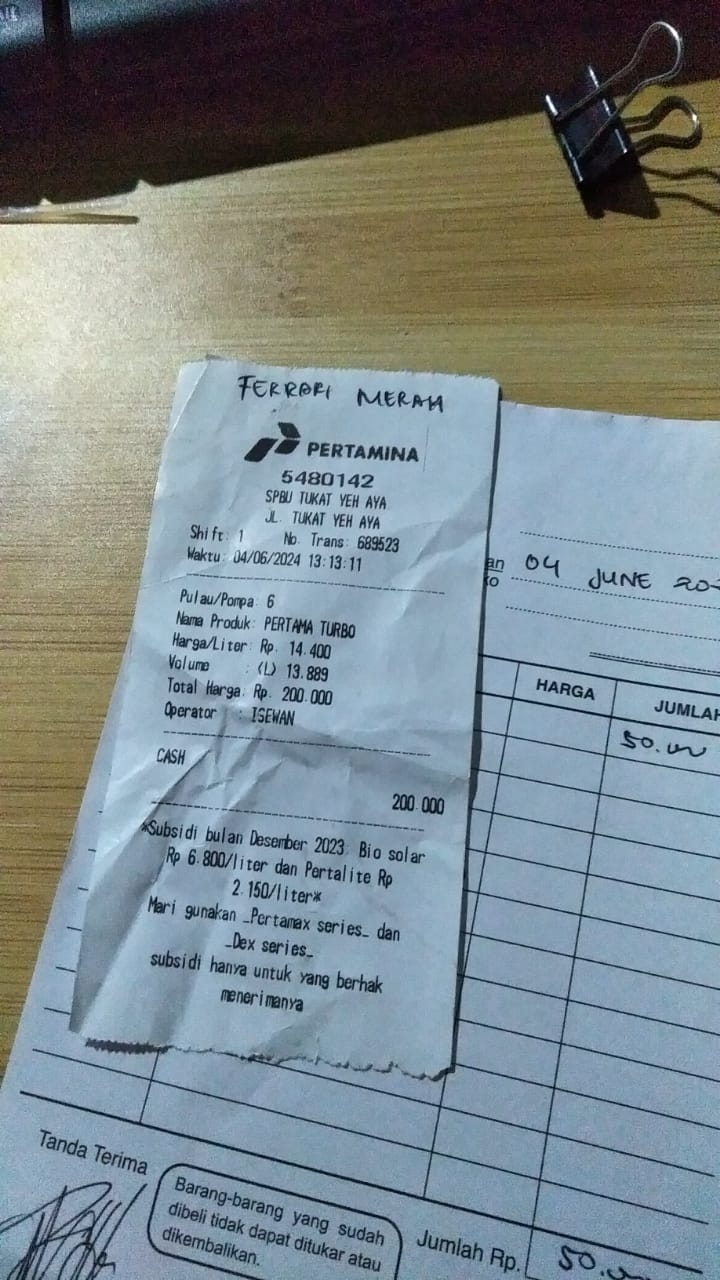 FERRARI MERAH
PERTAMINA
5480142
SPBU TUKAT YEH AYA
JL. TUKAT YEH AYA
Shift: 1 No. Trans: 689523
Waktu: 04/06/2024 13:13:11
Pulau/Pompa: 6
Nama Produk: PERTAMA TURBO
Harga/Liter: Rp. 14.400
Volume : (L) 13.889
Total Harga: Rp. 200.000
Operator : ISEWAN
CASH
200.000
*Subsidi bulan Desember 2023: Bio solar
Rp 6.800/liter dan Pertalite Rp
2.150/liter*
Mari gunakan _Pertamax series_ dan
_Dex series_
subsidi hanya untuk yang berhak
menerimanya
04 JUNE
HARGA JUMLAH
Tanda Terima
Barang-barang yang sudah
dibeli tidak dapat ditukar atau
dikembalikan.
Jumlah Rp.